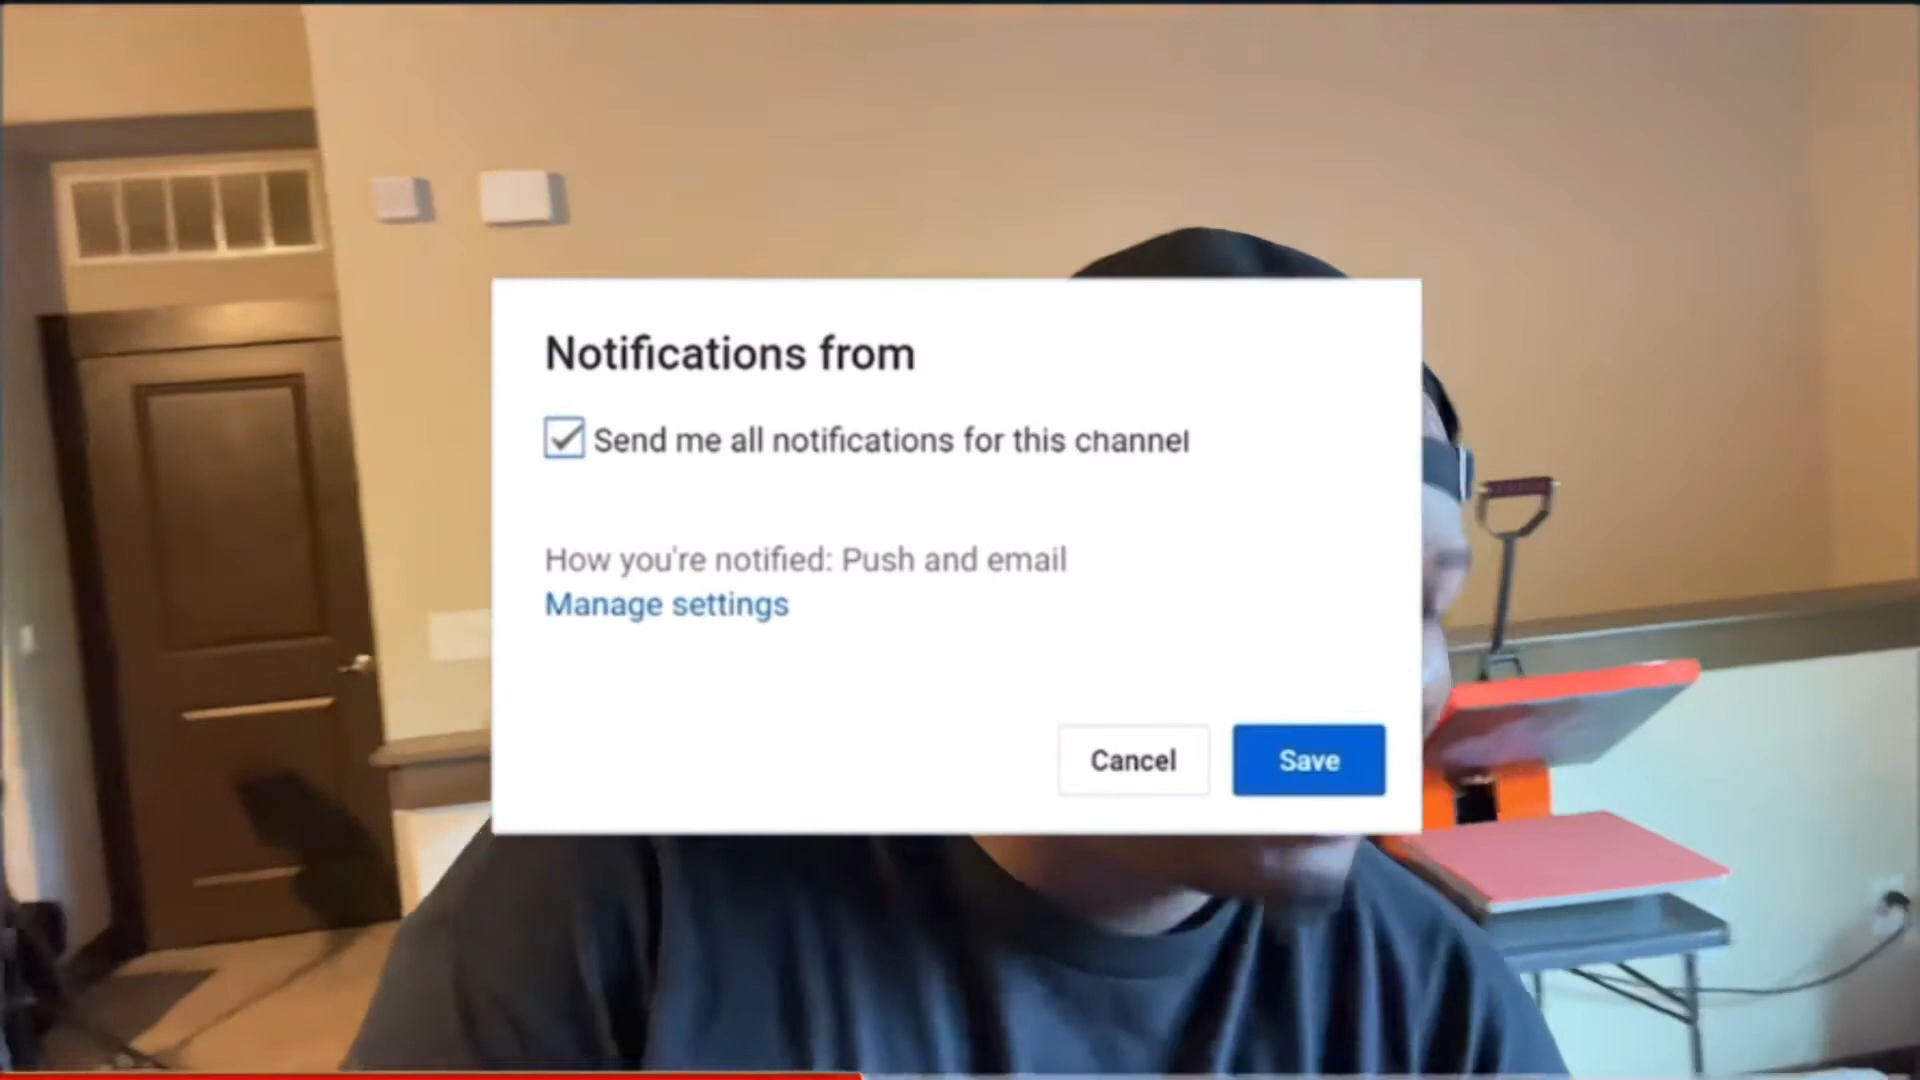 Notifications from
Send me all notifications for this channel
How you're notified: Push and email
Manage settings
Cancel
Save